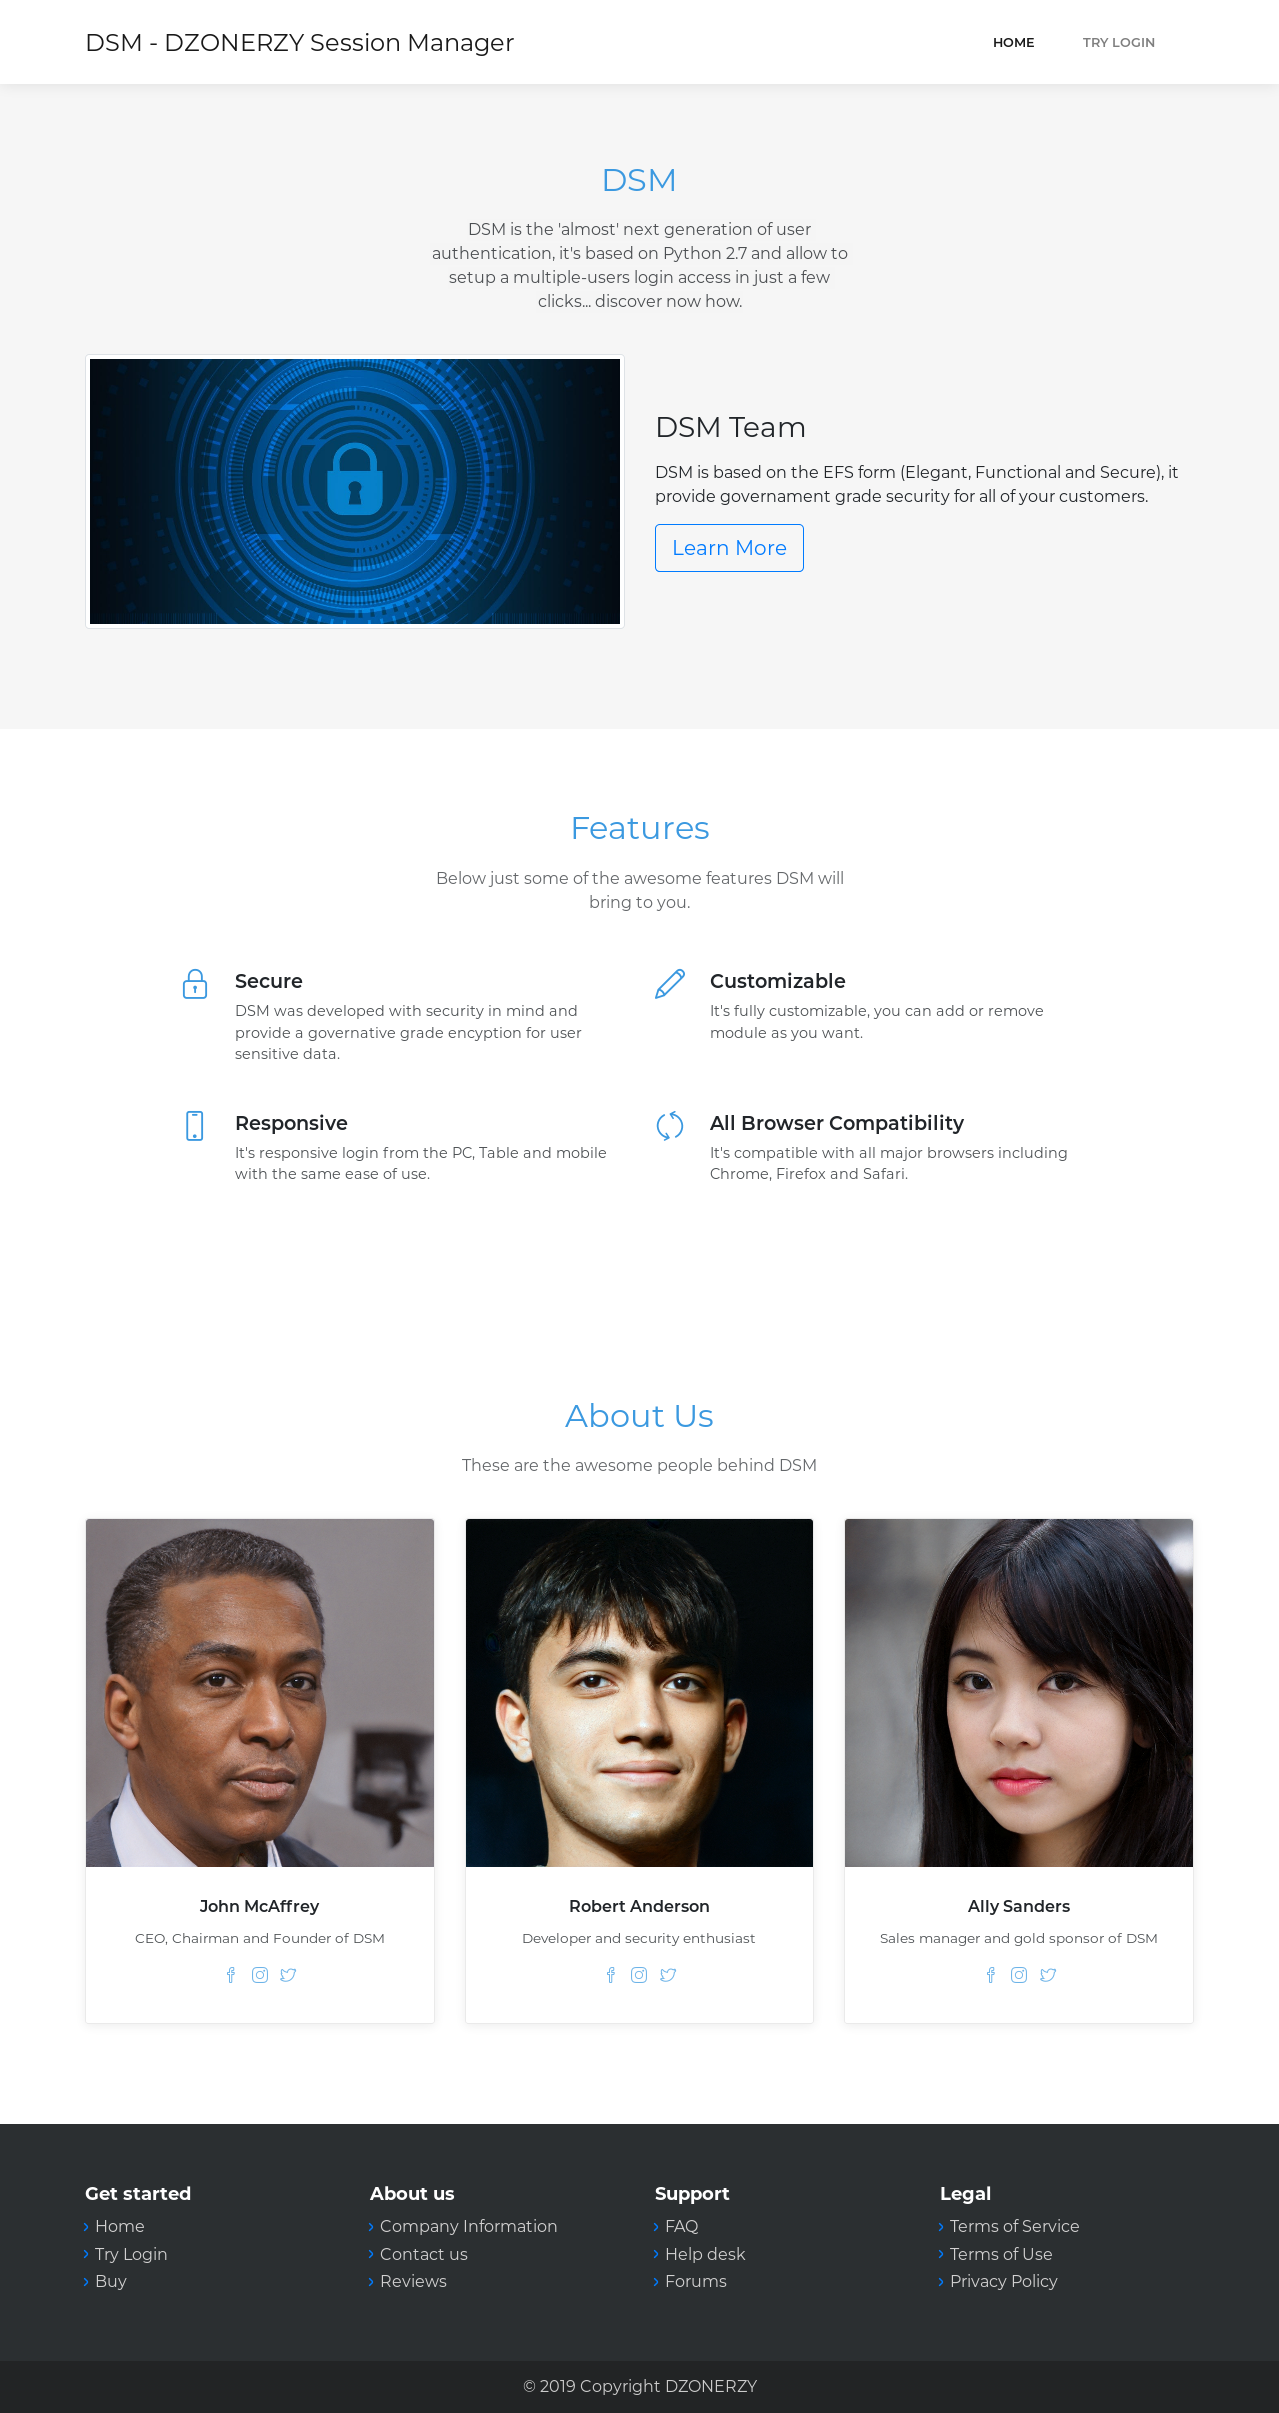 DSM - DZONERZY Session Manager
HOME
TRY LOGIN
DSM
DSM is the 'almost' next generation of user
authentication, it's based on Python 2.7 and allow to
setup a multiple-users login access in just a few
clicks... discover now how.
DSM Team
DSM is based on the EFS form (Elegant, Functional and Secure), it
provide governament grade security for all of your customers.
Learn More
Features
Below just some of the awesome features DSM will
bring to you.
Secure
DSM was developed with security in mind and
provide a governative grade encyption for user
sensitive data.
Customizable
It's fully customizable, you can add or remove
module as you want.
Responsive
It's responsive login from the PC, Table and mobile
with the same ease of use.
All Browser Compatibility
It's compatible with all major browsers including
Chrome, Firefox and Safari.
About Us
These are the awesome people behind DSM
John McAffrey
CEO, Chairman and Founder of DSM
Robert Anderson
Developer and security enthusiast
Ally Sanders
Sales manager and gold sponsor of DSM
Get started
Home
Try Login
Buy
About us
Company Information
Contact us
Reviews
Support
FAQ
Help desk
Forums
Legal
Terms of Service
Terms of Use
Privacy Policy
© 2019 Copyright DZONERZY